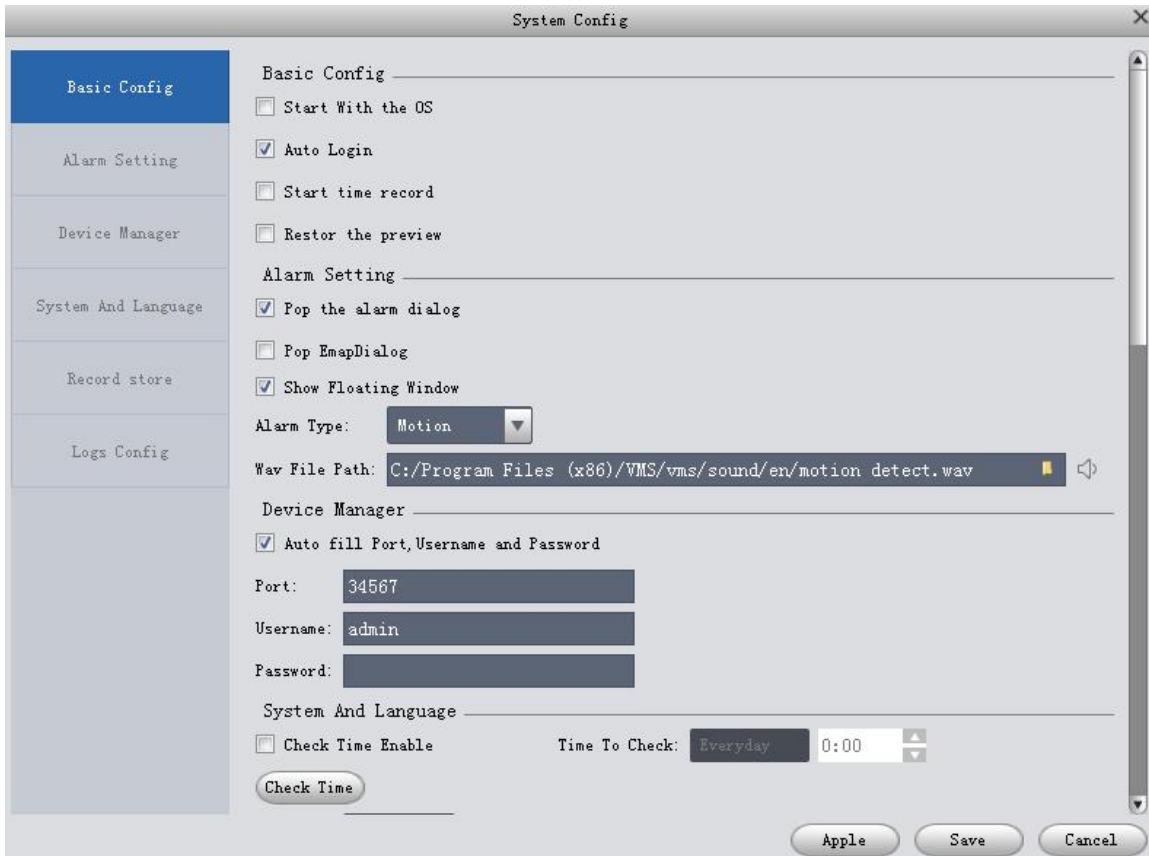 System Config
Basic Config
Alarm Setting
Device Manager
System And Language
Record store
Logs Config
Basic Config
Start With the OS
Auto Login
Start time record
Restor the preview
Alarm Setting
Pop the alarm dialog
Pop EmapDialog
Show Floating Window
Alarm Type: Motion
Wav File Path: C:/Program Files (x86)/VMS/vms/sound/en/motion detect.wav
Device Manager
Auto fill Port,Username and Password
Port: 34567
Username: admin
Password:
System And Language
Check Time Enable Time To Check: Everyday 0:00
Check Time
Apple Save Cancel